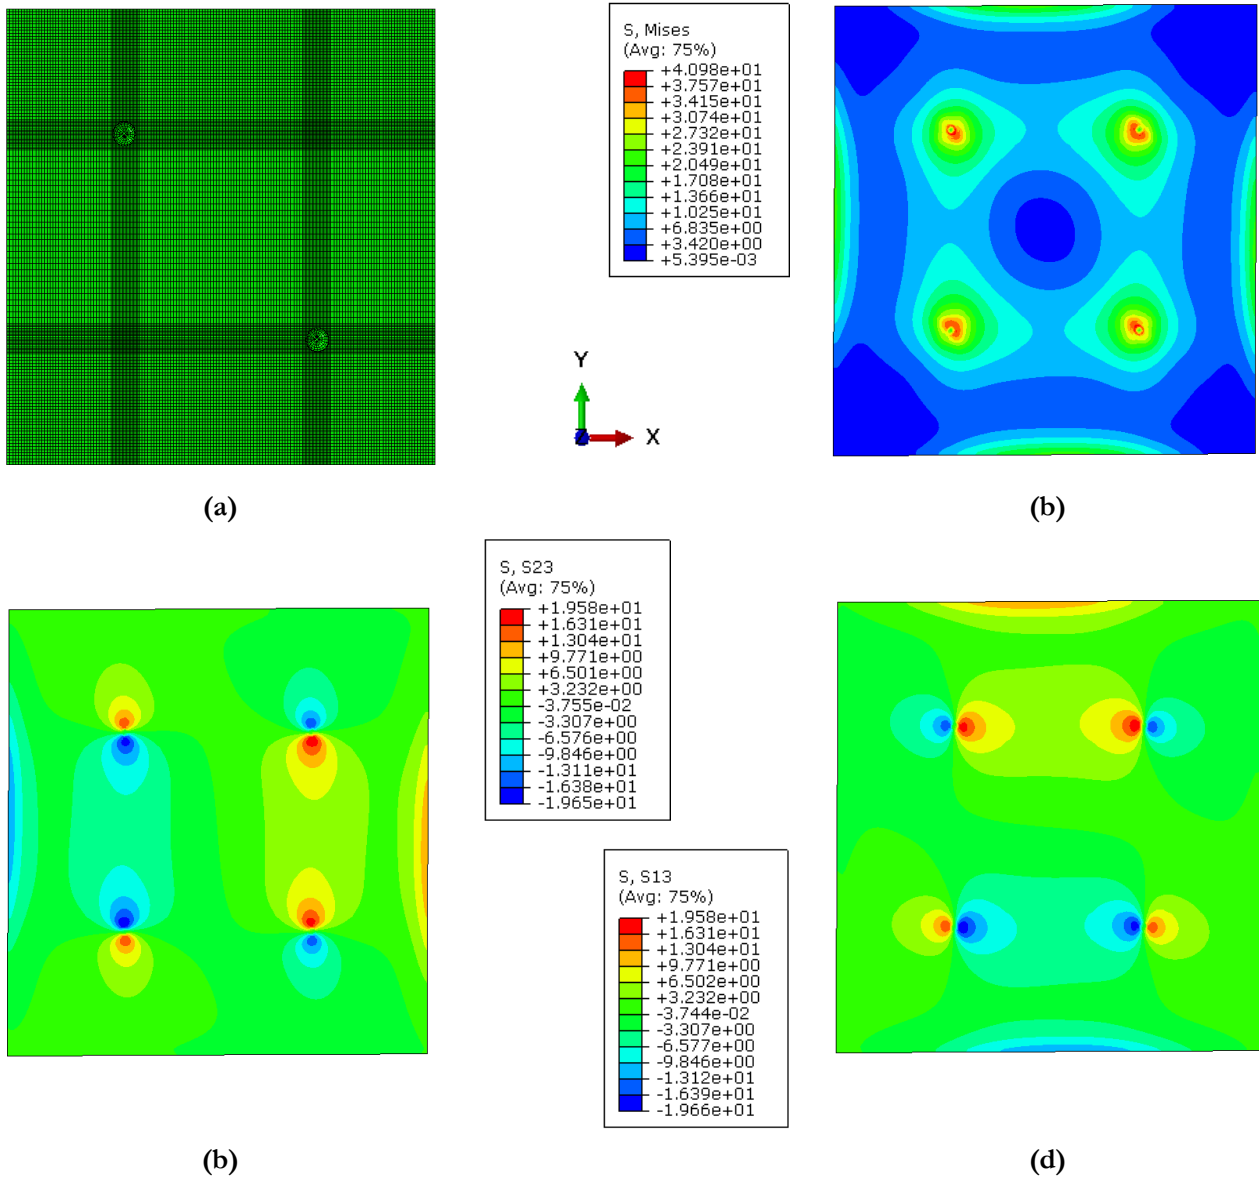 S, Mises
(Avg: 75%)
+4.098e+01
+3.757e+01
+3.415e+01
+3.074e+01
+2.732e+01
+2.391e+01
+2.049e+01
+1.708e+01
+1.366e+01
+1.025e+01
+6.835e+00
+3.420e+00
+5.395e-03
Y
X
(a)
(b)
S, S23
(Avg: 75%)
+1.958e+01
+1.631e+01
+1.304e+01
+9.771e+00
+6.501e+00
+3.232e+00
-3.755e-02
-3.307e+00
-6.576e+00
-9.846e+00
-1.311e+01
-1.638e+01
-1.965e+01
S, S13
(Avg: 75%)
+1.958e+01
+1.631e+01
+1.304e+01
+9.771e+00
+6.502e+00
+3.232e+00
-3.744e-02
-3.307e+00
-6.577e+00
-9.846e+00
-1.312e+01
-1.639e+01
-1.966e+01
(b)
(d)